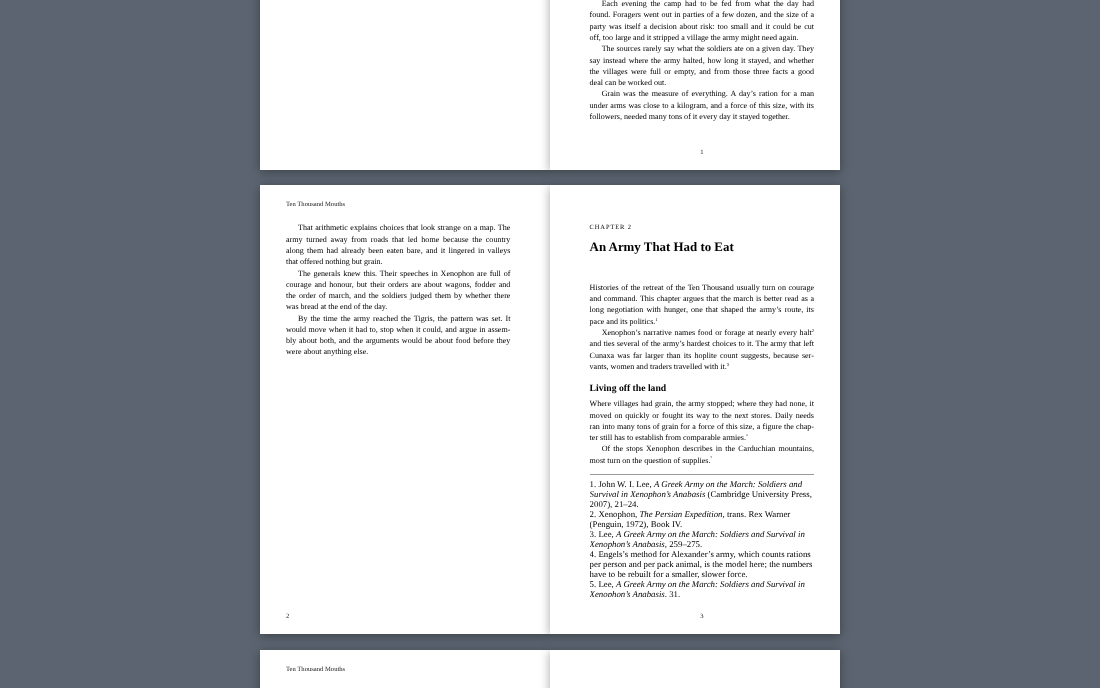 Each evening the camp had to be fed from what the day had
found. Foragers went out in parties of a few dozen, and the size of a
party was itself a decision about risk: too small and it could be cut
off, too large and it stripped a village the army might need again.
The sources rarely say what the soldiers ate on a given day. They
say instead where the army halted, how long it stayed, and whether
the villages were full or empty, and from those three facts a good
deal can be worked out.
Grain was the measure of everything. A day’s ration for a man
under arms was close to a kilogram, and a force of this size, with its
followers, needed many tons of it every day it stayed together.
1
Ten Thousand Mouths
That arithmetic explains choices that look strange on a map. The
army turned away from roads that led home because the country
along them had already been eaten bare, and it lingered in valleys
that offered nothing but grain.
The generals knew this. Their speeches in Xenophon are full of
courage and honour, but their orders are about wagons, fodder and
the order of march, and the soldiers judged them by whether there
was bread at the end of the day.
By the time the army reached the Tigris, the pattern was set. It
would move when it had to, stop when it could, and argue in assem-
bly about both, and the arguments would be about food before they
were about anything else.
2
CHAPTER 2
An Army That Had to Eat
Histories of the retreat of the Ten Thousand usually turn on courage
and command. This chapter argues that the march is better read as a
long negotiation with hunger, one that shaped the army’s route, its
pace and its politics.¹
Xenophon’s narrative names food or forage at nearly every halt²
and ties several of the army’s hardest choices to it. The army that left
Cunaxa was far larger than its hoplite count suggests, because ser-
vants, women and traders travelled with it.³
Living off the land
Where villages had grain, the army stopped; where they had none, it
moved on quickly or fought its way to the next stores. Daily needs
ran into many tons of grain for a force of this size, a figure the chap-
ter still has to establish from comparable armies.
Of the stops Xenophon describes in the Carduchian mountains,
most turn on the question of supplies.
1. John W. I. Lee, A Greek Army on the March: Soldiers and
Survival in Xenophon’s Anabasis (Cambridge University Press,
2007), 21–24.
2. Xenophon, The Persian Expedition, trans. Rex Warner
(Penguin, 1972), Book IV.
3. Lee, A Greek Army on the March: Soldiers and Survival in
Xenophon’s Anabasis, 259–275.
4. Engels’s method for Alexander’s army, which counts rations
per person and per pack animal, is the model here; the numbers
have to be rebuilt for a smaller, slower force.
5. Lee, A Greek Army on the March: Soldiers and Survival in
Xenophon’s Anabasis, 31.
3
Ten Thousand Mouths